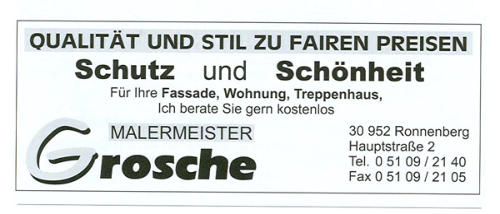 QUALITÄT UND STIL ZU FAIREN PREISEN
Schutz und Schönheit
Für Ihre Fassade, Wohnung, Treppenhaus,
Ich berate Sie gern kostenlos
MALERMEISTER
Grosche
30 952 Ronnenberg
Hauptstraße 2
Tel. 0 51 09 / 21 40
Fax 0 51 09 / 21 05